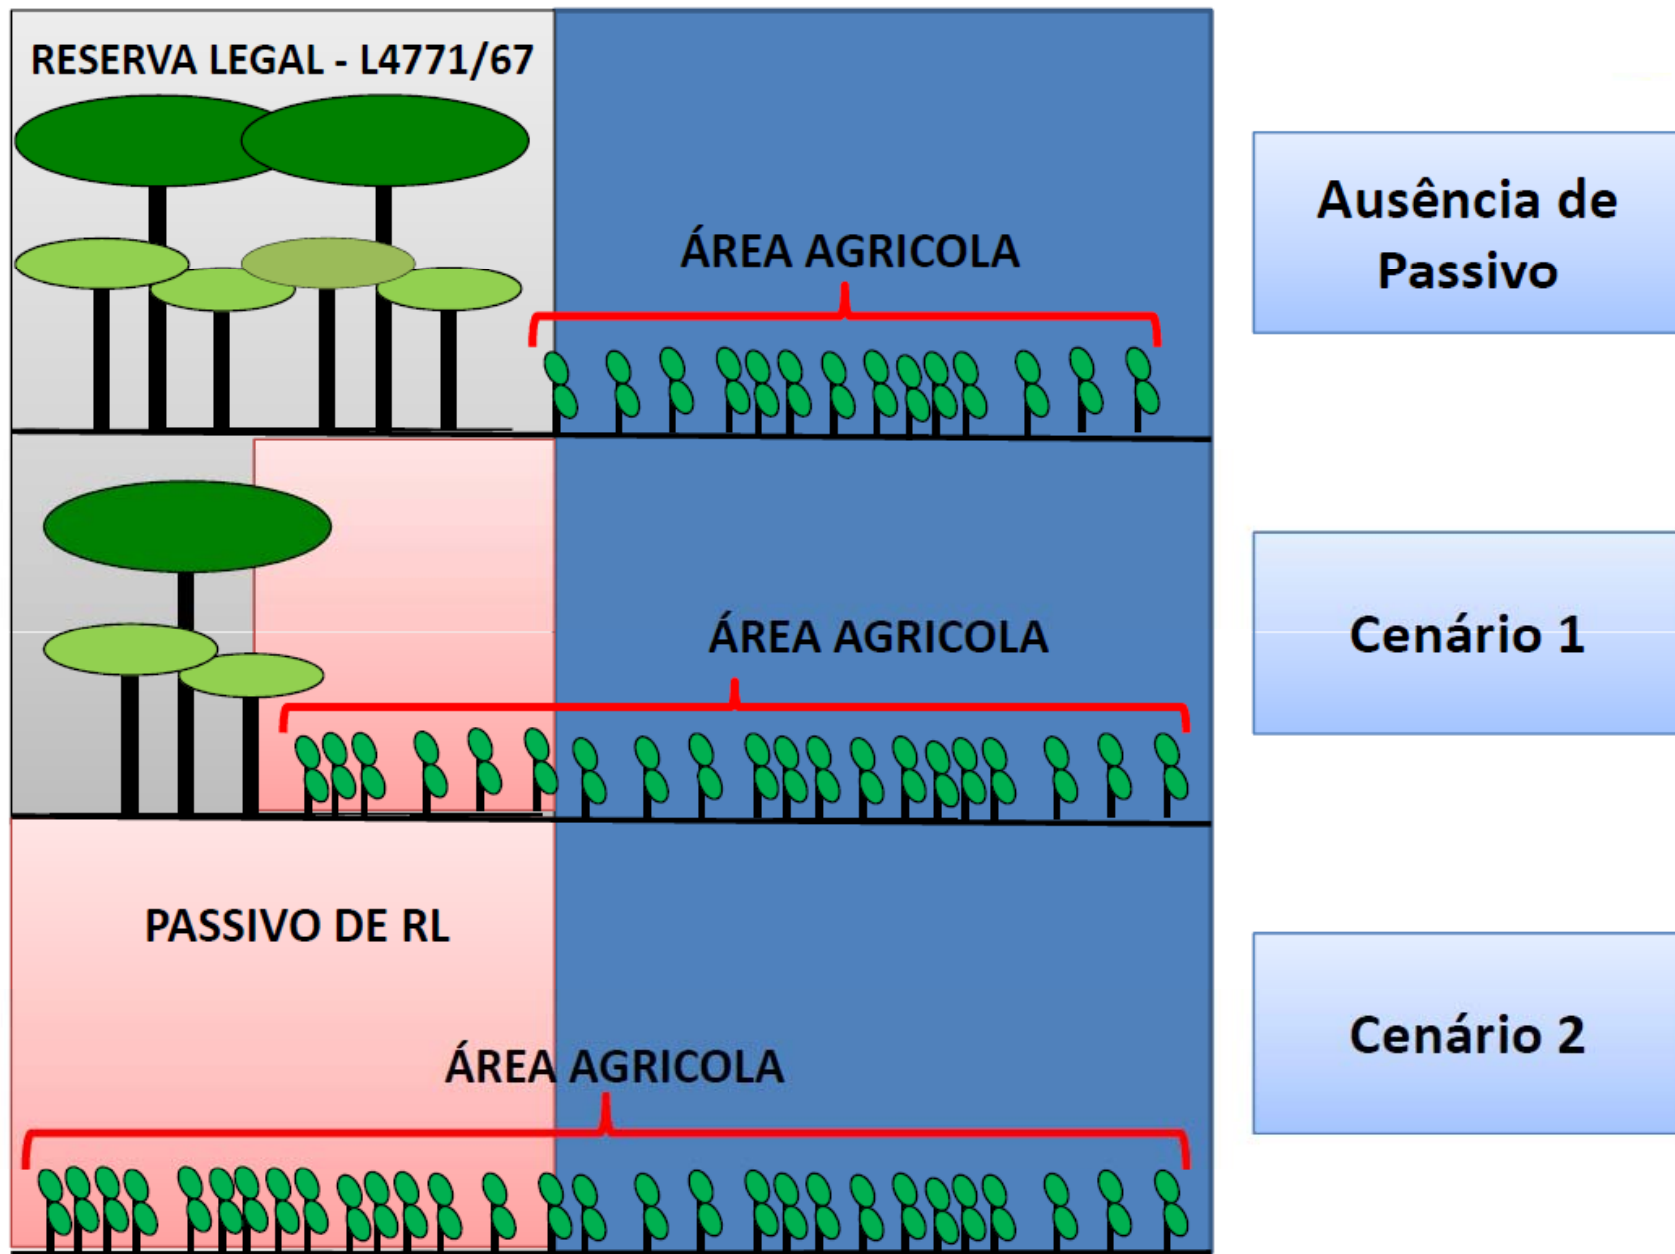 RESERVA LEGAL - L4771/67
ÁREA AGRICOLA
Ausência de
Passivo
ÁREA AGRICOLA
Cenário 1
PASSIVO DE RL
ÁREA AGRICOLA
Cenário 2